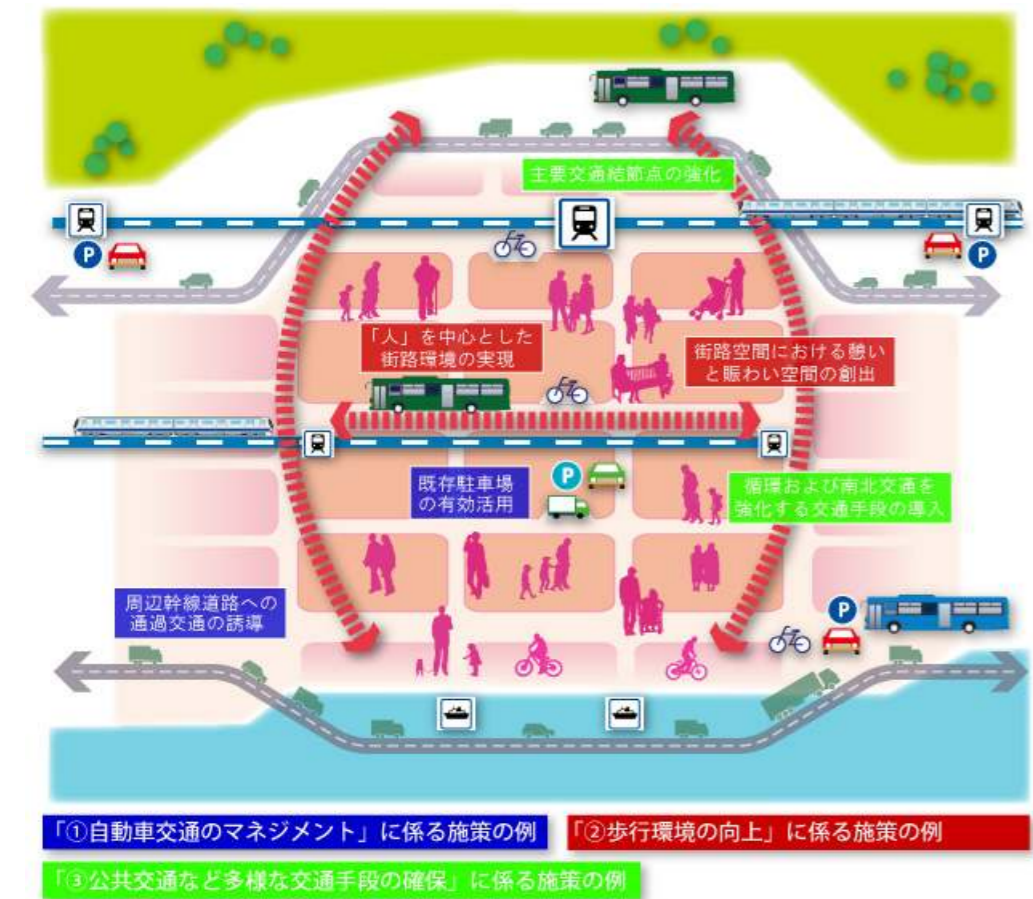 主要交通結節点の強化
P
P
「人」を中心とした
街路環境の実現
街路空間における憩い
と賑わい空間の創出
既存駐車場
の有効活用
P
循環および南北交通を
強化する交通手段の導入
周辺幹線道路への
通過交通の誘導
P
「①自動車交通のマネジメント」に係る施策の例
「②歩行環境の向上」に係る施策の例
「③公共交通など多様な交通手段の確保」に係る施策の例